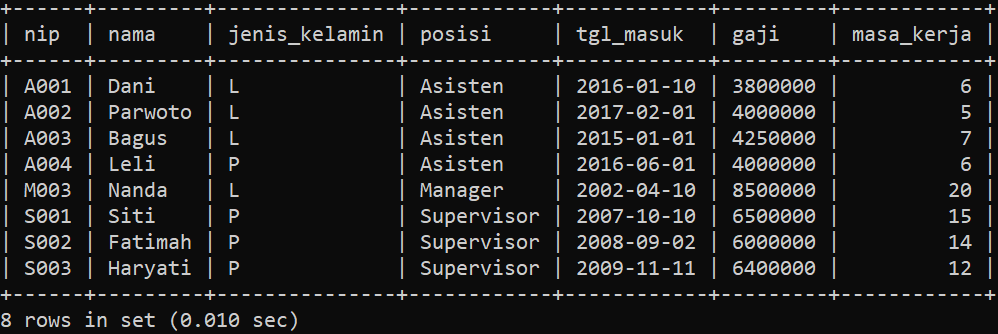 +------+---------+---------------+------------+------------+---------+------------+
| nip  | nama    | jenis_kelamin | posisi     | tgl_masuk  | gaji    | masa_kerja |
+------+---------+---------------+------------+------------+---------+------------+
| A001 | Dani    | L             | Asisten    | 2016-01-10 | 3800000 |          6 |
| A002 | Parwoto | L             | Asisten    | 2017-02-01 | 4000000 |          5 |
| A003 | Bagus   | L             | Asisten    | 2015-01-01 | 4250000 |          7 |
| A004 | Leli    | P             | Asisten    | 2016-06-01 | 4000000 |          6 |
| M003 | Nanda   | L             | Manager    | 2002-04-10 | 8500000 |         20 |
| S001 | Siti    | P             | Supervisor | 2007-10-10 | 6500000 |         15 |
| S002 | Fatimah | P             | Supervisor | 2008-09-02 | 6000000 |         14 |
| S003 | Haryati | P             | Supervisor | 2009-11-11 | 6400000 |         12 |
+------+---------+---------------+------------+------------+---------+------------+
8 rows in set (0.010 sec)